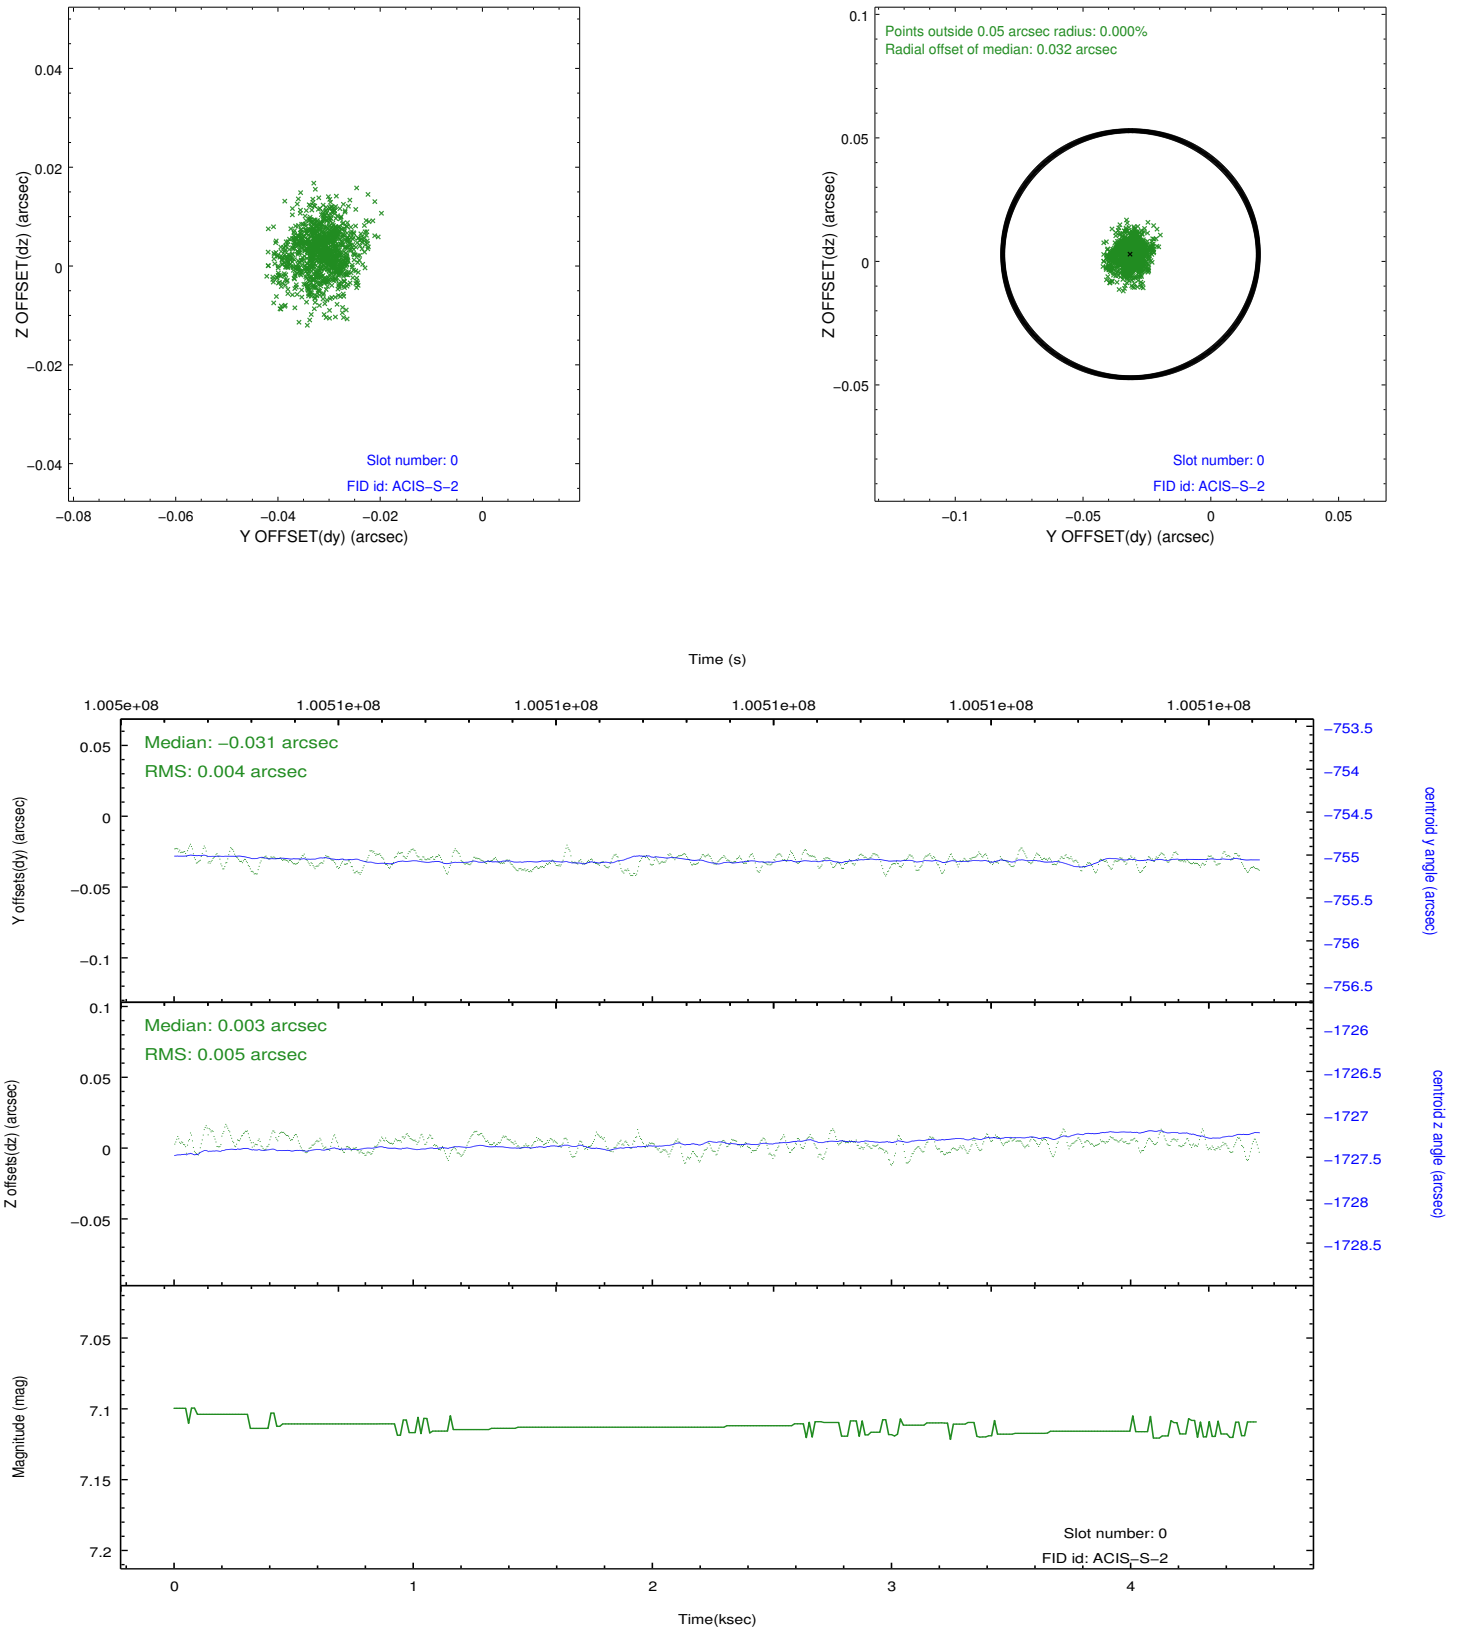 0.04
0.02
0
−0.02
−0.04
Z OFFSET(dz) (arcsec)
Slot number: 0
FID id: ACIS−S−2
−0.08
−0.06
−0.04
−0.02
0
Y OFFSET(dy) (arcsec)
0.1
0.05
0
−0.05
Z OFFSET(dz) (arcsec)
Points outside 0.05 arcsec radius: 0.000%
Radial offset of median: 0.032 arcsec
Slot number: 0
FID id: ACIS−S−2
−0.1
−0.05
0
0.05
Y OFFSET(dy) (arcsec)
Time (s)
1.005e+08
1.0051e+08
1.0051e+08
1.0051e+08
1.0051e+08
1.0051e+08
Median: −0.031 arcsec
RMS: 0.004 arcsec
0.05
0
−0.05
−0.1
Y offsets(dy) (arcsec)
−753.5
−754
−754.5
−755
−755.5
−756
−756.5
centroid y angle (arcsec)
Median: 0.003 arcsec
RMS: 0.005 arcsec
0.1
0.05
0
−0.05
Z offsets(dz) (arcsec)
−1726
−1726.5
−1727
−1727.5
−1728
−1728.5
centroid z angle (arcsec)
7.05
7.1
7.15
7.2
Magnitude (mag)
Slot number: 0
FID id: ACIS−S−2
0
1
2
3
4
Time(ksec)